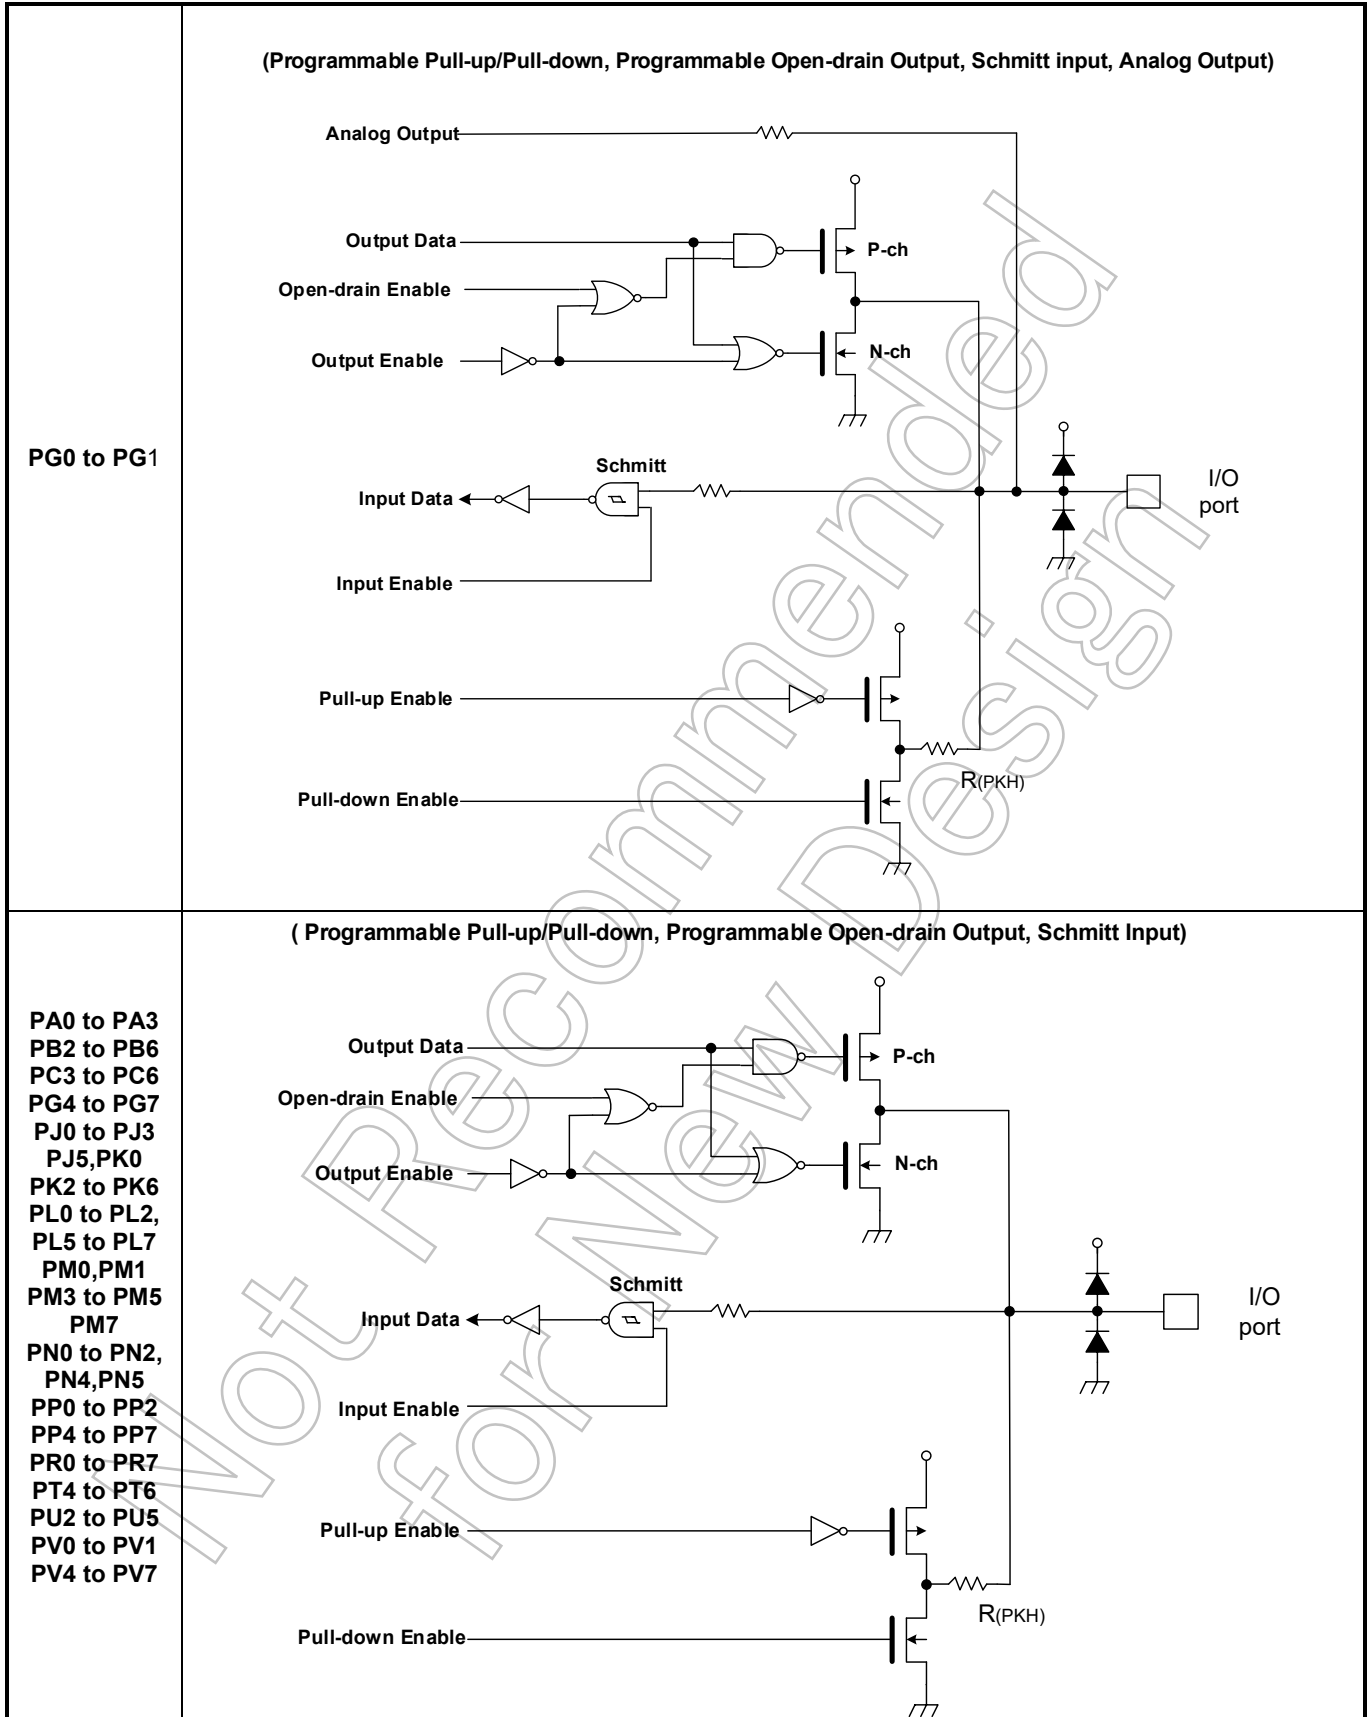 (Programmable Pull-up/Pull-down, Programmable Open-drain Output, Schmitt input, Analog Output)
Analog Output
Output Data
P-ch
Open-drain Enable
Output Enable
N-ch
PG0 to PG1
Schmitt
Input Data
I/O
port
Input Enable
Pull-up Enable
R(PKH)
Pull-down Enable
( Programmable Pull-up/Pull-down, Programmable Open-drain Output, Schmitt Input)
PA0 to PA3
PB2 to PB6
PC3 to PC6
PG4 to PG7
PJ0 to PJ3
PJ5,PK0
PK2 to PK6
PL0 to PL2,
PL5 to PL7
PM0,PM1
PM3 to PM5
PM7
PN0 to PN2,
PN4,PN5
PP0 to PP2
PP4 to PP7
PR0 to PR7
PT4 to PT6
PU2 to PU5
PV0 to PV1
PV4 to PV7
Output Data
P-ch
Open-drain Enable
Output Enable
N-ch
Schmitt
Input Data
I/O
port
Input Enable
Pull-up Enable
R(PKH)
Pull-down Enable
Not Recommended
for New Design